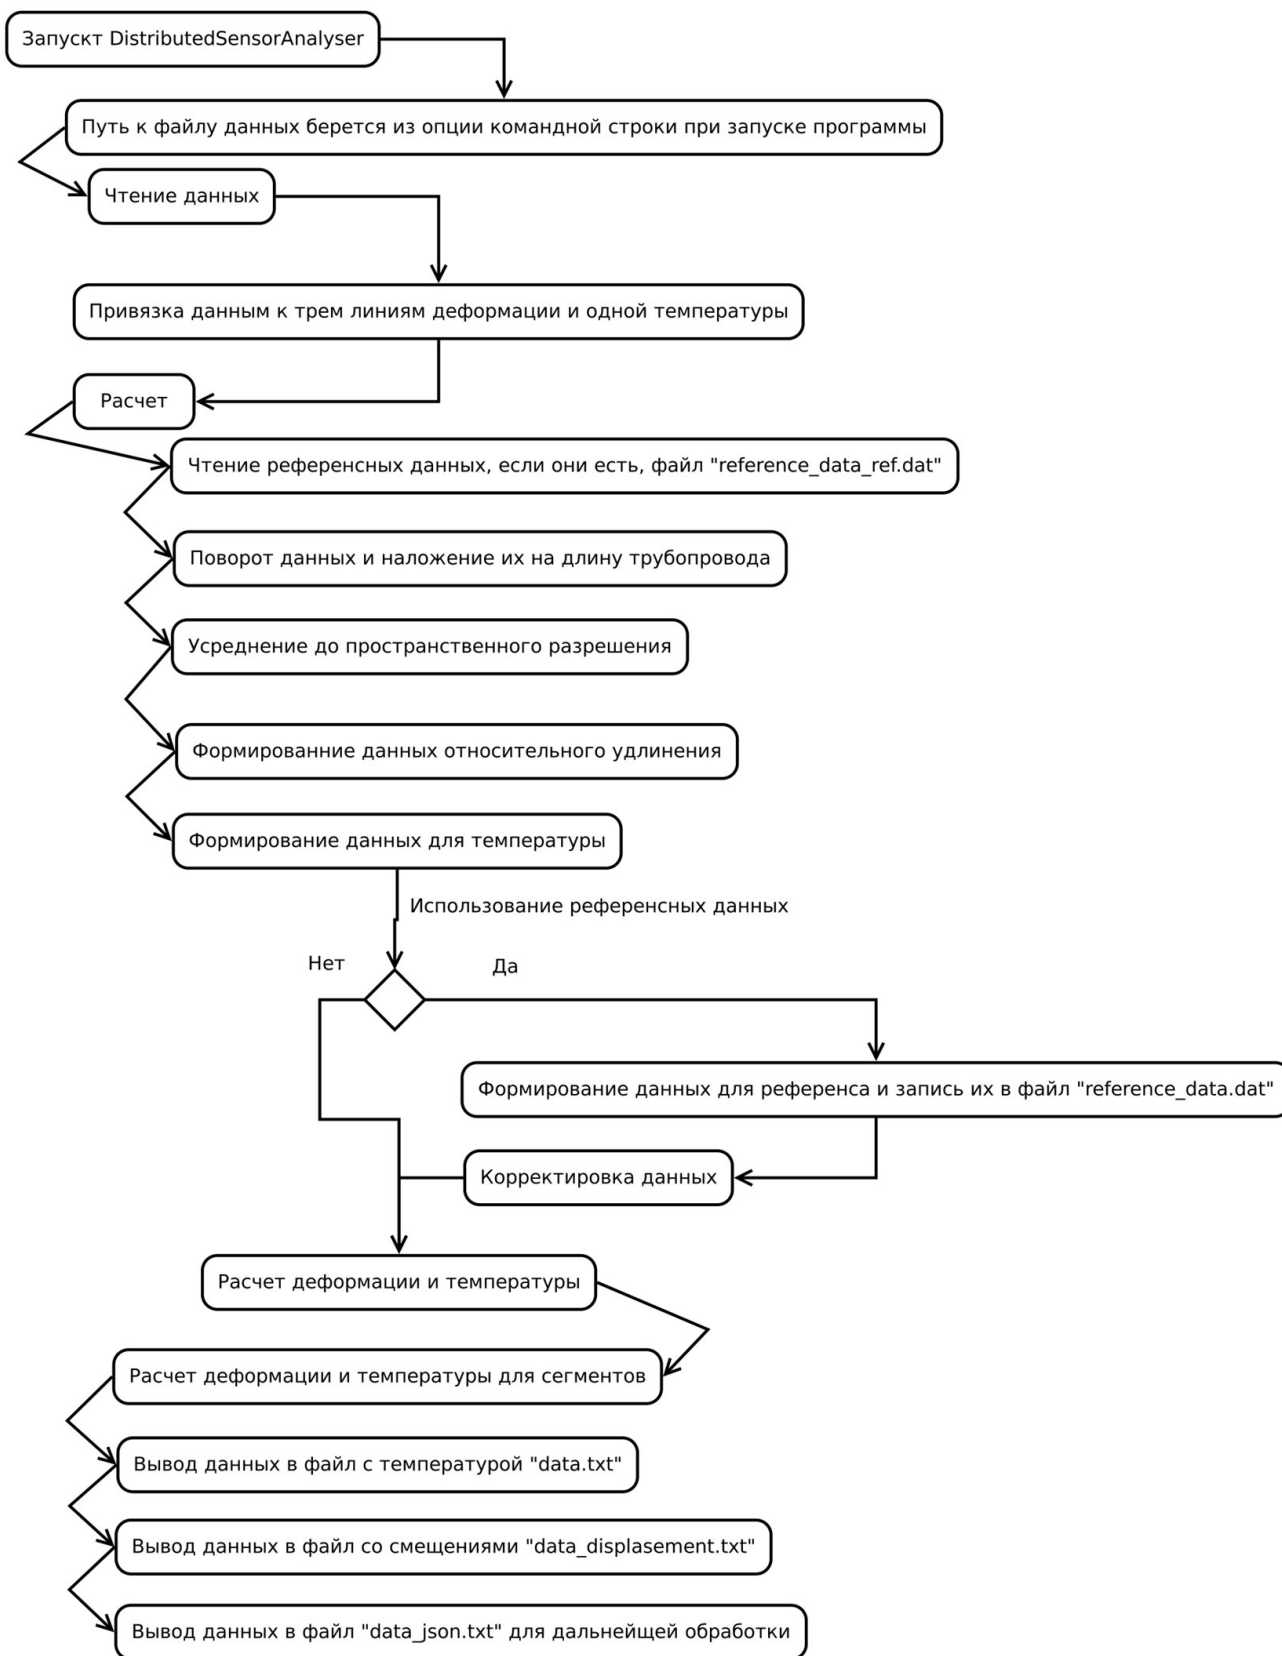 Запускт DistributedSensorAnalyser
Путь к файлу данных берется из опции командной строки при запуске программы
Чтение данных
Привязка данным к трем линиям деформации и одной температуры
Расчет
Чтение референсных данных, если они есть, файл "reference_data_ref.dat"
Поворот данных и наложение их на длину трубопровода
Усреднение до пространственного разрешения
Формированние данных относительного удлинения
Формирование данных для температуры
Использование референсных данных
Нет
Да
Формирование данных для референса и запись их в файл "reference_data.dat"
Корректировка данных
Расчет деформации и температуры
Расчет деформации и температуры для сегментов
Вывод данных в файл с температурой "data.txt"
Вывод данных в файл со смещениями "data_displasement.txt"
Вывод данных в файл "data_json.txt" для дальнейщей обработки